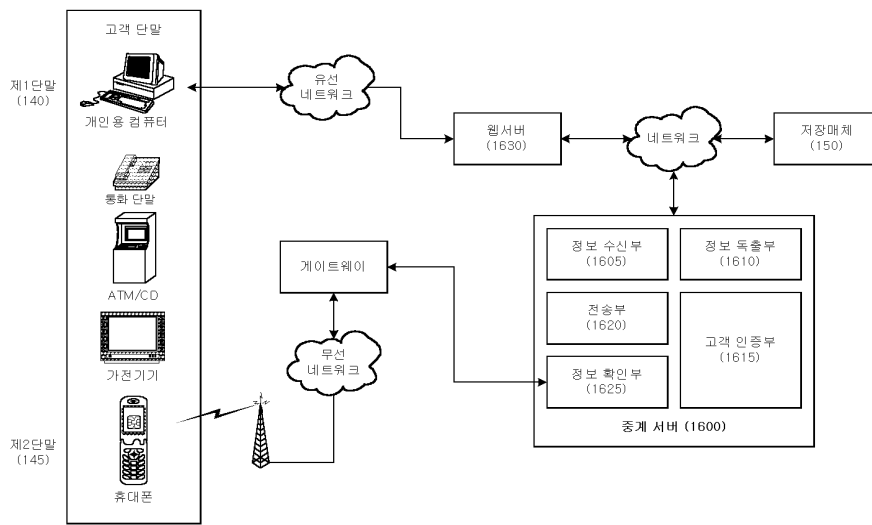 고객 단말
제1단말
(140)
개인용 컴퓨터
통화 단말
ATM/CD
가전기기
제2단말
(145)
휴대폰
유선
네트워크
웹서버
(1630)
네트워크
저장매체
(150)
게이트웨이
무선
네트워크
정보 수신부
(1605)
정보 독출부
(1610)
전송부
(1620)
고객 인증부
(1615)
정보 확인부
(1625)
중계 서버 (1600)